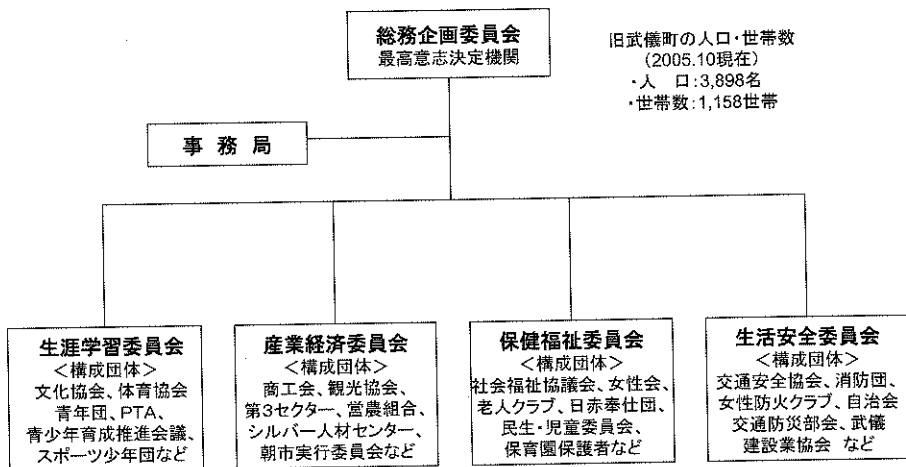 総務企画委員会
最高意志決定機関
旧武儀町の人口・世帯数
(2005.10現在)
・人　口:3,898名
・世帯数:1,158世帯
事　務　局
生涯学習委員会
<構成団体>
文化協会、体育協会
青年団、PTA、
青少年育成推進会議、
スポーツ少年団など
産業経済委員会
<構成団体>
商工会、観光協会、
第3セクター、営農組合、
シルバー人材センター、
朝市実行委員会など
保健福祉委員会
<構成団体>
社会福祉協議会、女性会、
老人クラブ、日赤奉仕団、
民生・児童委員会、
保育園保護者など
生活安全委員会
<構成団体>
交通安全協会、消防団、
女性防火クラブ、自治会
交通防災部会、武儀
建設業協会　など